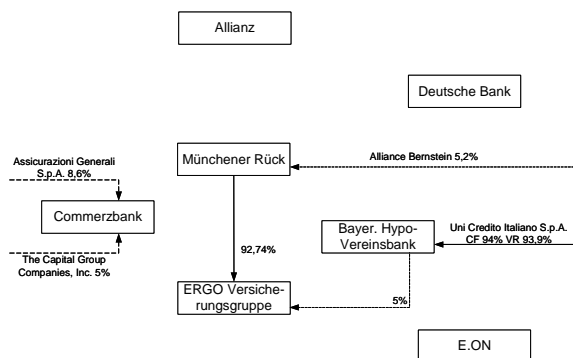 Allianz
Deutsche Bank
Assicurazioni Generali
S.p.A. 8,6%
Münchener Rück
Alliance Bernstein 5,2%
Commerzbank
Bayer. Hypo-
Vereinsbank
Uni Credito Italiano S.p.A.
CF 94% VR 93,9%
92,74%
The Capital Group
Companies, Inc. 5%
ERGO Versiche-
rungsgruppe
5%
E.ON